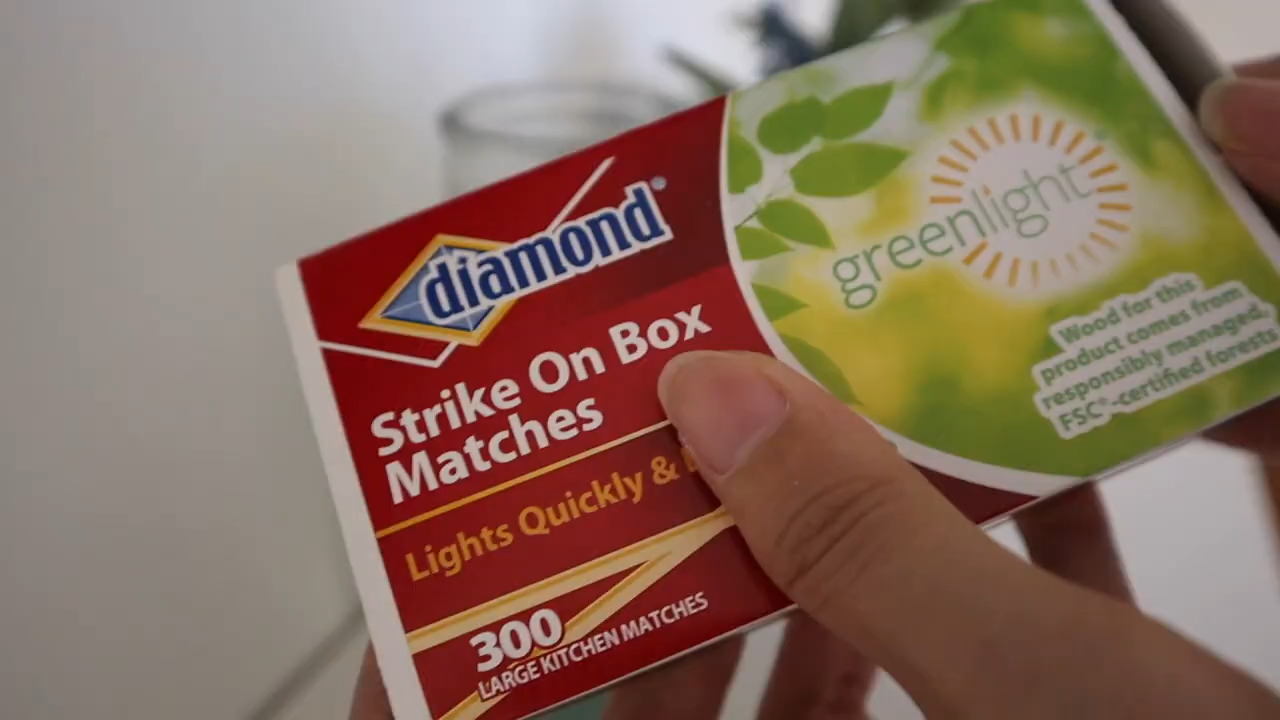 diamond®
Strike On Box
Matches
Lights Quickly &
300
LARGE KITCHEN MATCHES
greenlight
Wood for this
product comes from
responsibly managed,
FSC®-certified forests